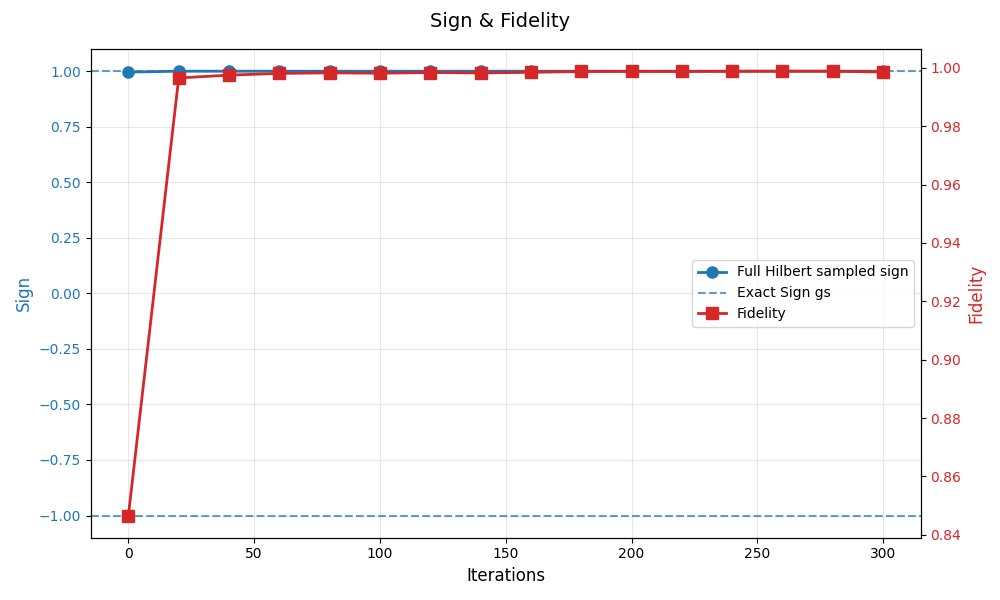 Sign & Fidelity
1.00
0.75
0.50
0.25
0.00
−0.25
−0.50
−0.75
−1.00
Sign
1.00
0.98
0.96
0.94
0.92
0.90
0.88
0.86
0.84
Fidelity
Full Hilbert sampled sign
Exact Sign gs
Fidelity
0 50 100 150 200 250 300
Iterations